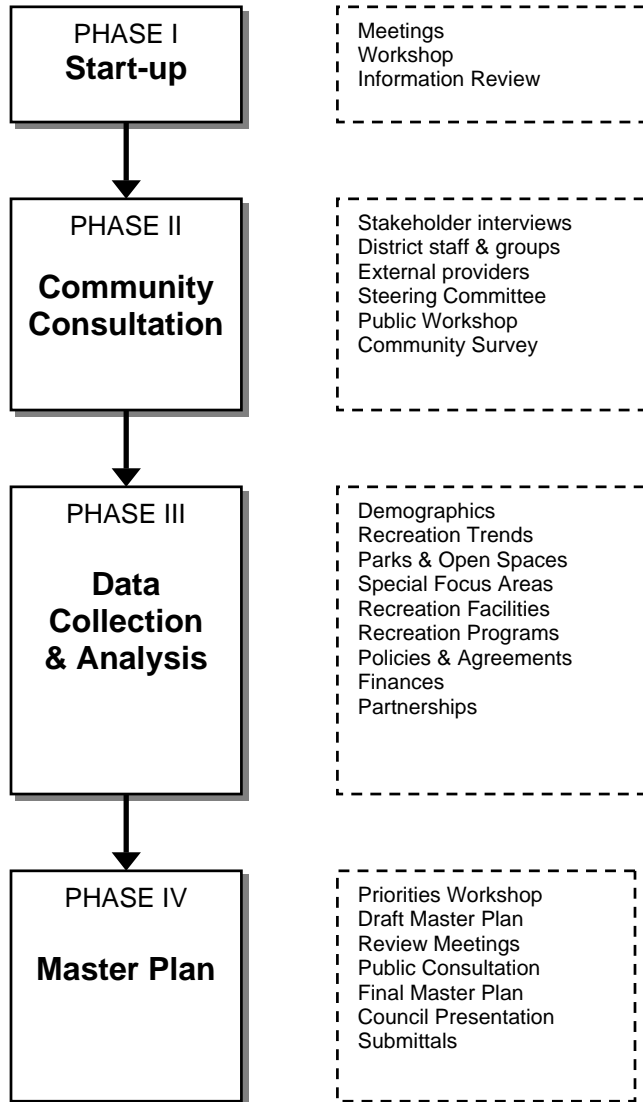 PHASE I
Start-up
Meetings
Workshop
Information Review
PHASE II
Community
Consultation
Stakeholder interviews
District staff & groups
External providers
Steering Committee
Public Workshop
Community Survey
PHASE III
Data
Collection
& Analysis
Demographics
Recreation Trends
Parks & Open Spaces
Special Focus Areas
Recreation Facilities
Recreation Programs
Policies & Agreements
Finances
Partnerships
PHASE IV
Master Plan
Priorities Workshop
Draft Master Plan
Review Meetings
Public Consultation
Final Master Plan
Council Presentation
Submittals